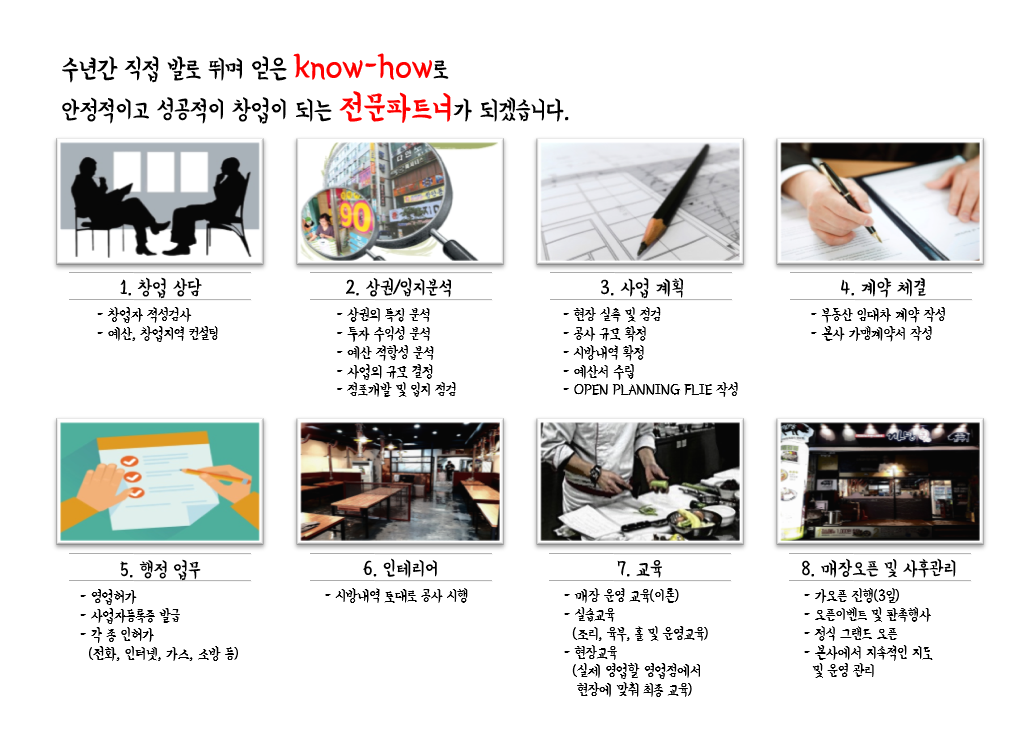 수년간 직접 발로 뛰며 얻은 know-how로
안정적이고 성공적이 창업이 되는 전문파트너가 되겠습니다.
90
1. 창업 상담
- 창업자 적성검사
- 예산, 창업지역 컨설팅
2. 상권/입지분석
- 상권의 특징 분석
- 투자 수익성 분석
- 예산 적합성 분석
- 사업의 규모 결정
- 점포개발 및 입지 점검
3. 사업 계획
- 현장 실측 및 점검
- 공사 규모 확정
- 시방내역 확정
- 예산서 수립
- OPEN PLANNING FLIE 작성
4. 계약 체결
- 부동산 임대차 계약 작성
- 본사 가맹계약서 작성
5. 행정 업무
- 영업허가
- 사업자등록증 발급
- 각 종 인허가
(전화, 인터넷, 가스, 소방 등)
6. 인테리어
- 시방내역 토대로 공사 시행
7. 교육
- 매장 운영 교육(이론)
- 실습교육
(조리, 육부, 홀 및 운영교육)
- 현장교육
(실제 영업할 영업점에서
현장에 맞춰 최종 교육)
8. 매장오픈 및 사후관리
- 가오픈 진행(3일)
- 오픈이벤트 및 판촉행사
- 정식 그랜드 오픈
- 본사에서 지속적인 지도
및 운영 관리